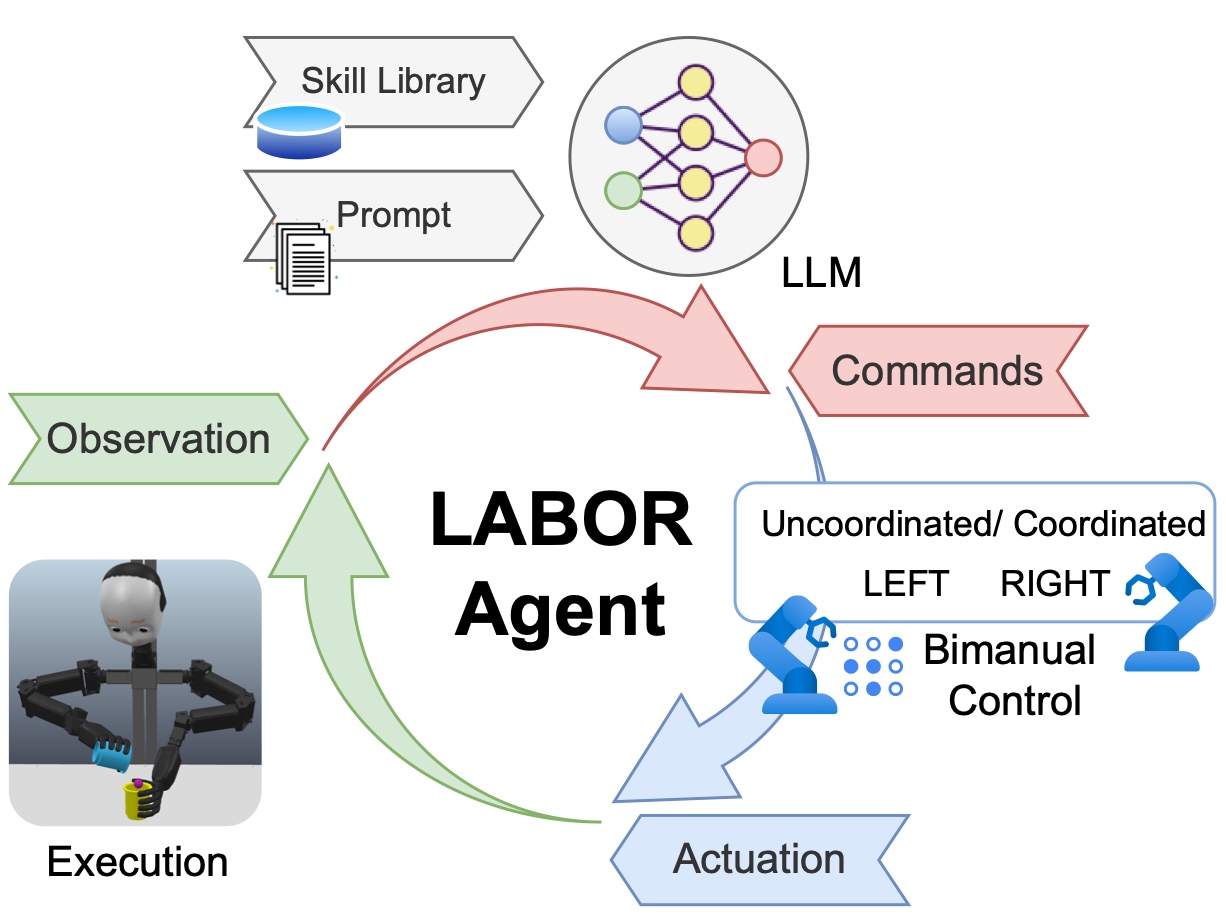 Skill Library
Prompt
LLM
Commands
Observation
LABOR
Agent
Uncoordinated/ Coordinated
LEFT RIGHT
Bimanual
Control
Actuation
Execution